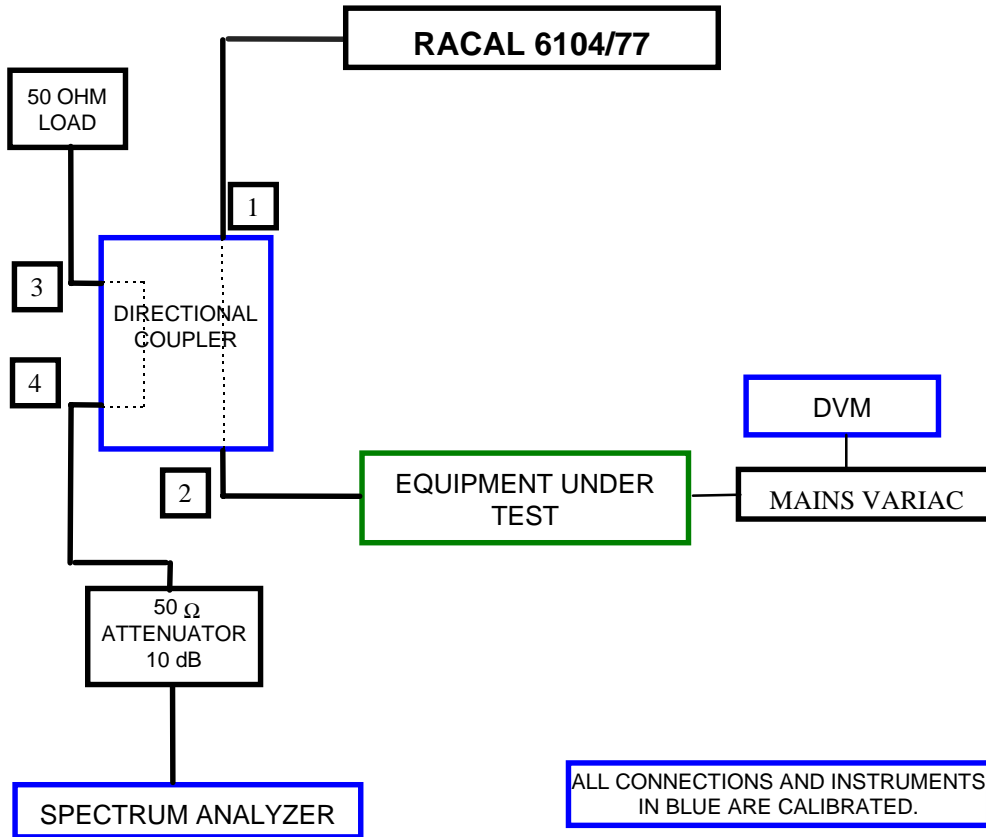 RACAL 6104/77
50 OHM
LOAD
1
3
DIRECTIONAL
COUPLER
4
DVM
2
EQUIPMENT UNDER
TEST
MAINS VARIAC
50 Ω
ATTENUATOR
10 dB
ALL CONNECTIONS AND INSTRUMENTS
IN BLUE ARE CALIBRATED.
SPECTRUM ANALYZER